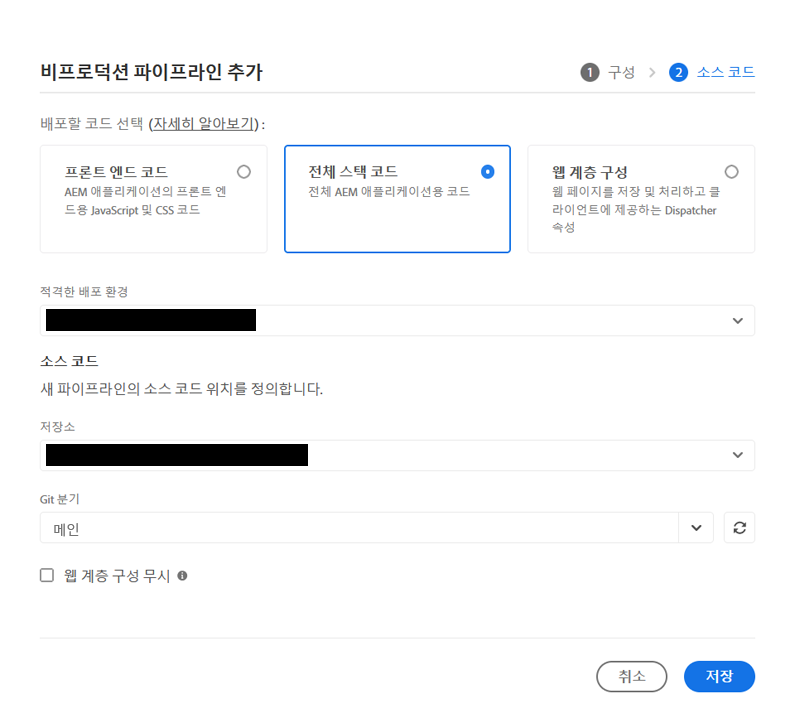 비프로덕션 파이프라인 추가
1 구성 > 2 소스 코드
배포할 코드 선택 (자세히 알아보기) :
프론트 엔드 코드
AEM 애플리케이션의 프론트 엔
드용 JavaScript 및 CSS 코드
전체 스택 코드
전체 AEM 애플리케이션용 코드
웹 계층 구성
웹 페이지를 저장 및 처리하고 클
라이언트에 제공하는 Dispatcher
속성
적격한 배포 환경
소스 코드
새 파이프라인의 소스 코드 위치를 정의합니다.
저장소
Git 분기
메인
웹 계층 구성 무시
취소
저장